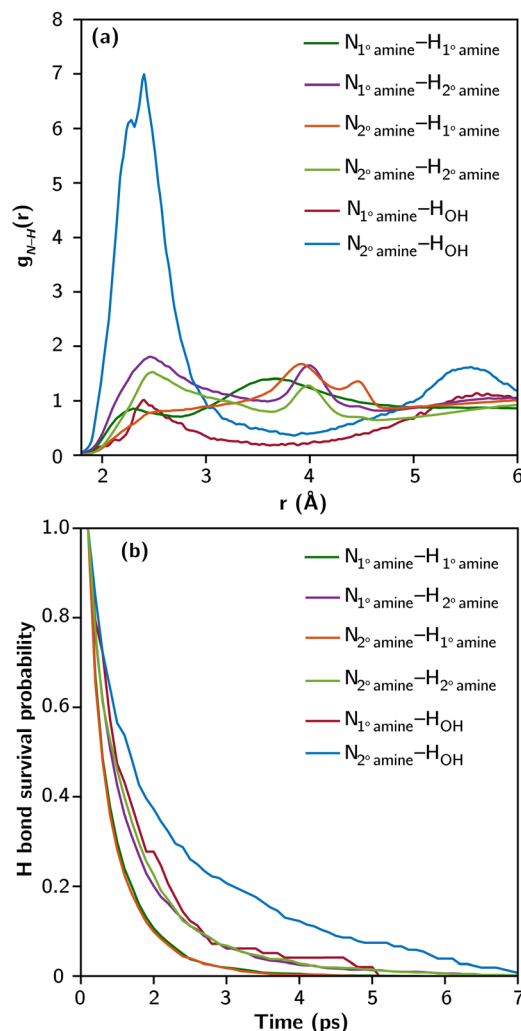 8
(a)
N1° amine–H1° amine
7
N1° amine–H2° amine
6
N2° amine–H1° amine
5
N2° amine–H2° amine
N1° amine–HOH
4
N2° amine–HOH
gN–H(r)
3
2
1
0
2 3 4 5 6
r (Å)
1.0
(b)
N1° amine–H1° amine
N1° amine–H2° amine
0.8
N2° amine–H1° amine
N2° amine–H2° amine
0.6
N1° amine–HOH
N2° amine–HOH
H bond survival probability
0.4
0.2
0
1 2 3 4 5 6 7
Time (ps)